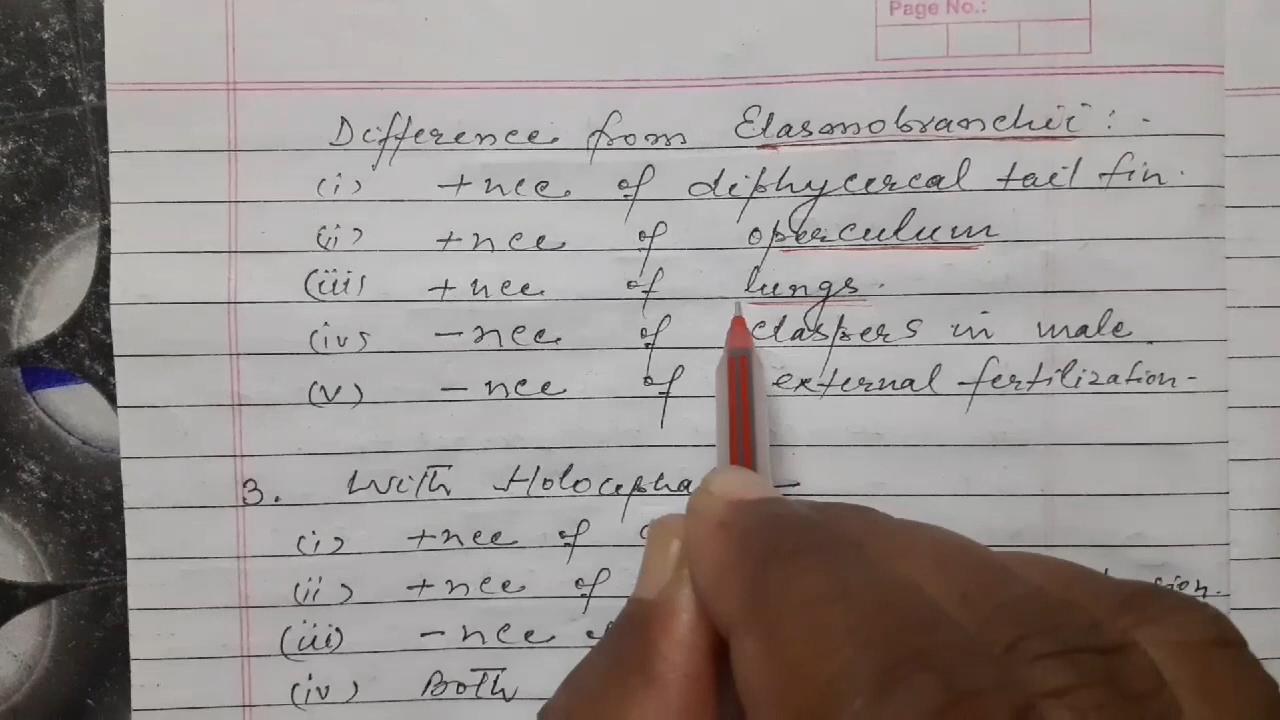 Page No.:
Difference from Elasmobranchii : -
(i) +nce of diphycercal tail fin.
(ii) +nce of operculum
(iii) +nce of lungs.
(iv) -nce of claspers in male
(v) -nce of external fertilization-
3. With
(i) +nce of
(ii) +nce of
(iii) -nce
(iv) Both